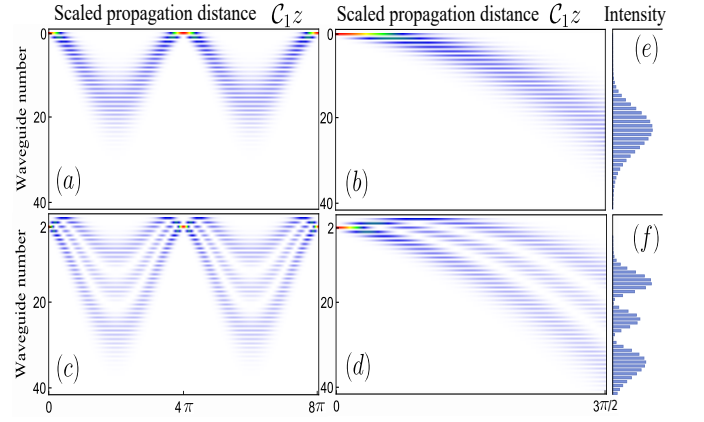 Scaled propagation distance C₁z Scaled propagation distance C₁z Intensity
0 0 (e)
20 20
(a) (b)
40 40
Waveguide number
2 2 (f)
20 20
(c) (d)
40 40
Waveguide number
0 4π 8π 0 3π/2